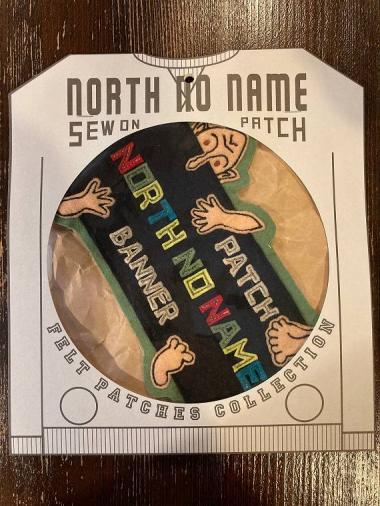 NORTH NO NAME
SEW ON PATCH
NORTH NO NAME
BANNER PATCH
FELT PATCHES COLLECTION